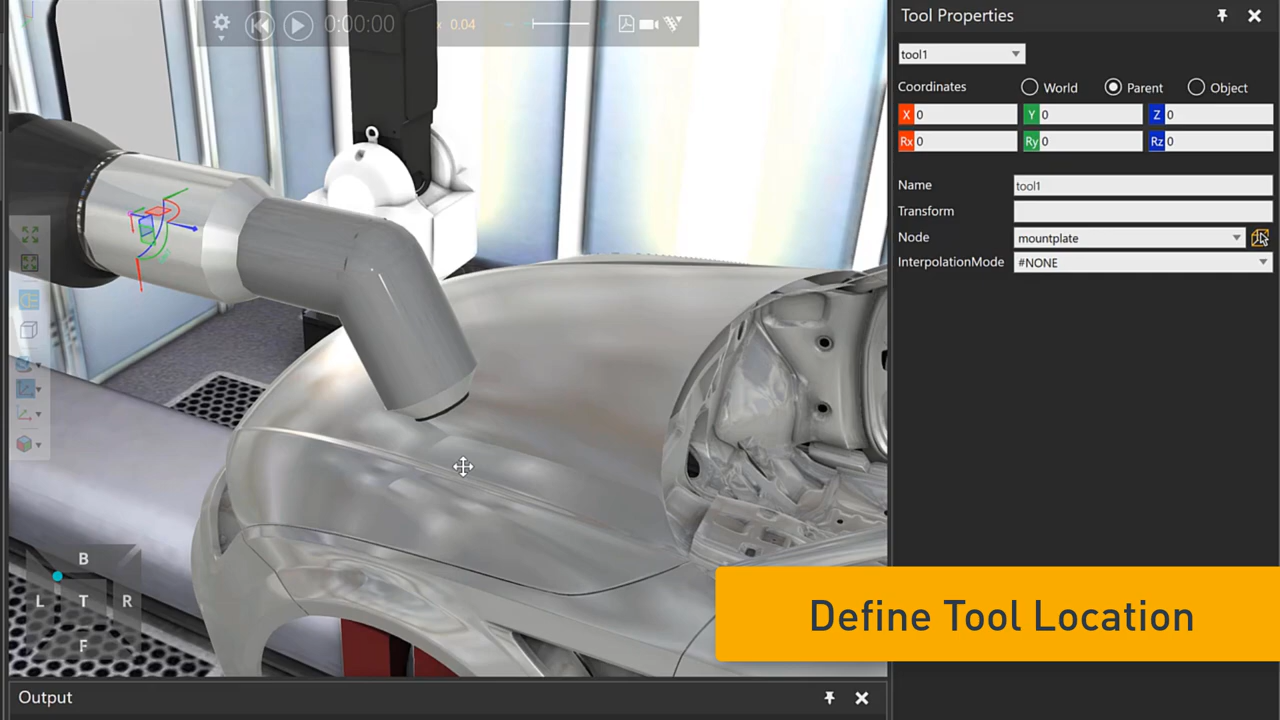 Tool Properties
0:00:00
x 0.04
tool1
Coordinates World Parent Object
X 0 Y 0 Z 0
Rx 0 Ry 0 Rz 0
Name tool1
Transform
Node mountplate
InterpolationMode #NONE
B
L T R
F
Define Tool Location
Output